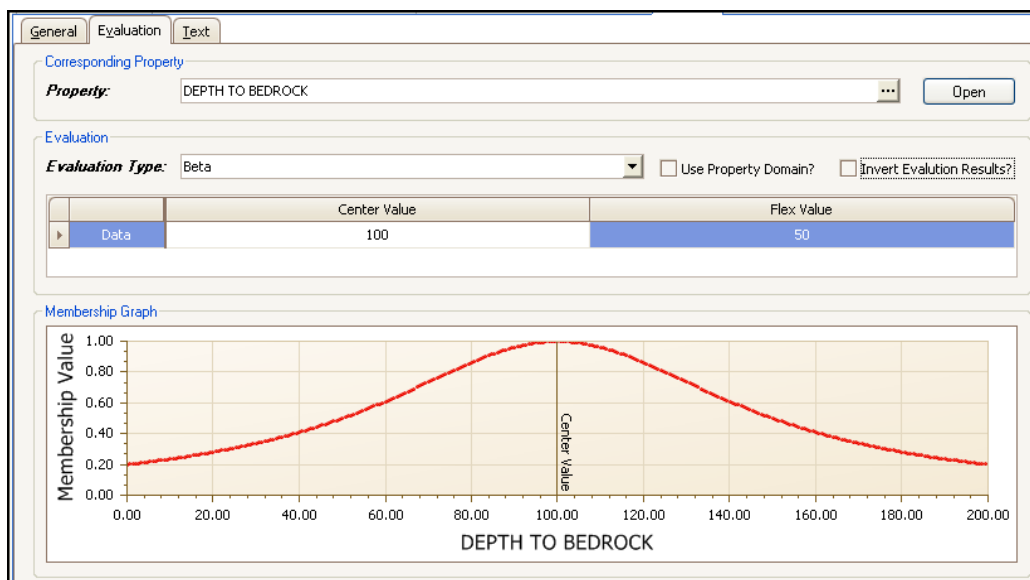 General Evaluation Text
Corresponding Property
Property: DEPTH TO BEDROCK ... Open
Evaluation
Evaluation Type: Beta Use Property Domain? Invert Evalution Results?
Center Value Flex Value
Data 100 50
Membership Graph
Membership Value
1.00
0.80
0.60
0.40
0.20
0.00
Center Value
0.00 20.00 40.00 60.00 80.00 100.00 120.00 140.00 160.00 180.00 200.00
DEPTH TO BEDROCK